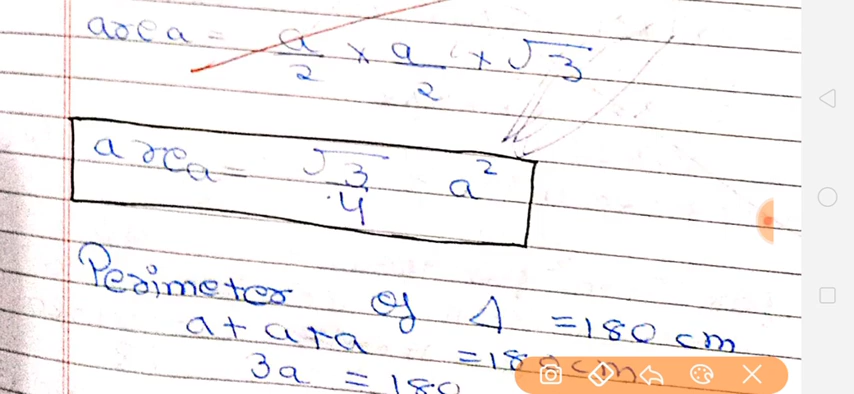 area = a/2 × a/2 × √3
area = √3/4 a²
Perimeter of Δ = 180 cm
a + a + a = 180 cm
3a = 180